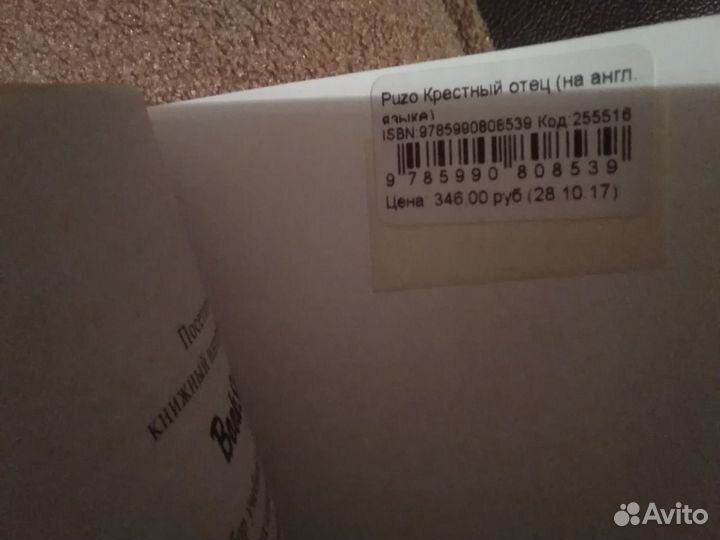 Puzo Крестный отец (на англ.
языке)
ISBN:9785990808539 Код:255516
9 785990 808539
Цена: 346,00 руб (28.10.17)
книжный
Avito